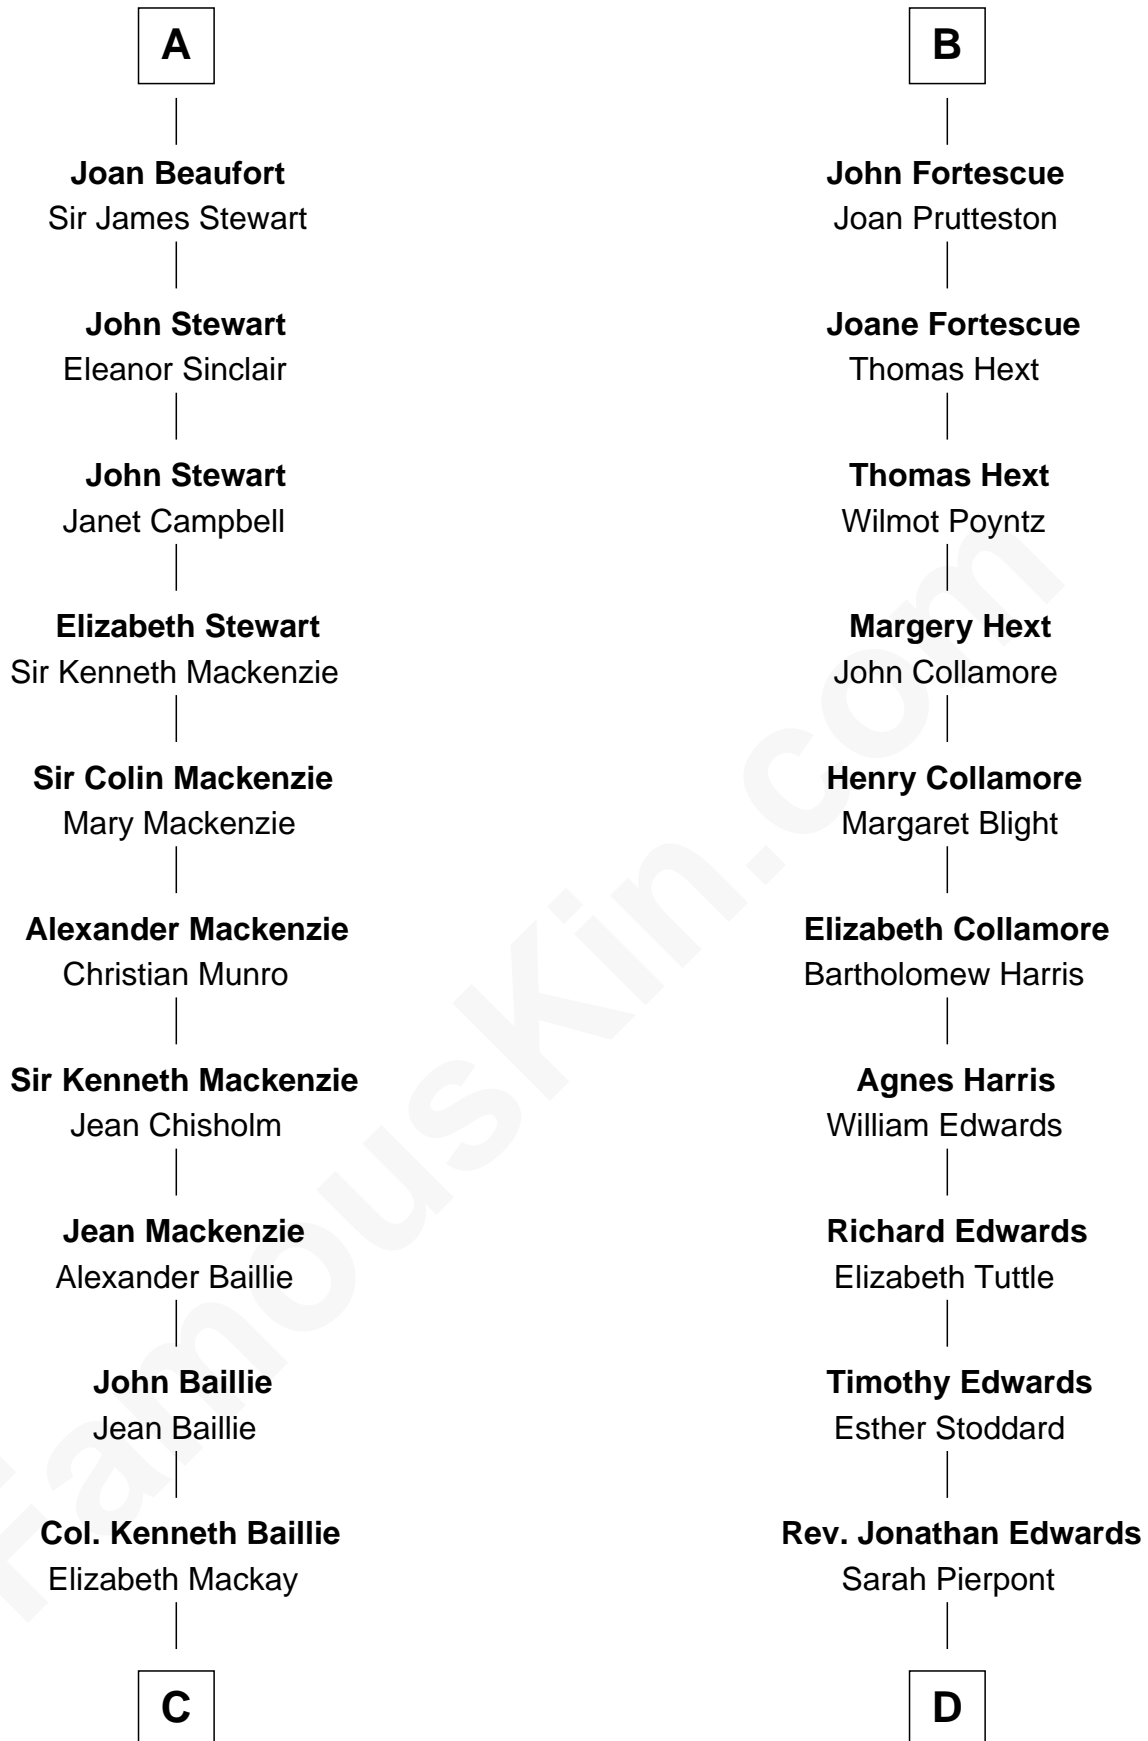 A
Joan Beaufort
Sir James Stewart
John Stewart
Eleanor Sinclair
John Stewart
Janet Campbell
Elizabeth Stewart
Sir Kenneth Mackenzie
Sir Colin Mackenzie
Mary Mackenzie
Alexander Mackenzie
Christian Munro
Sir Kenneth Mackenzie
Jean Chisholm
Jean Mackenzie
Alexander Baillie
John Baillie
Jean Baillie
Col. Kenneth Baillie
Elizabeth Mackay
C
B
John Fortescue
Joan Prutteston
Joane Fortescue
Thomas Hext
Thomas Hext
Wilmot Poyntz
Margery Hext
John Collamore
Henry Collamore
Margaret Blight
Elizabeth Collamore
Bartholomew Harris
Agnes Harris
William Edwards
Richard Edwards
Elizabeth Tuttle
Timothy Edwards
Esther Stoddard
Rev. Jonathan Edwards
Sarah Pierpont
D
FamousKin.com